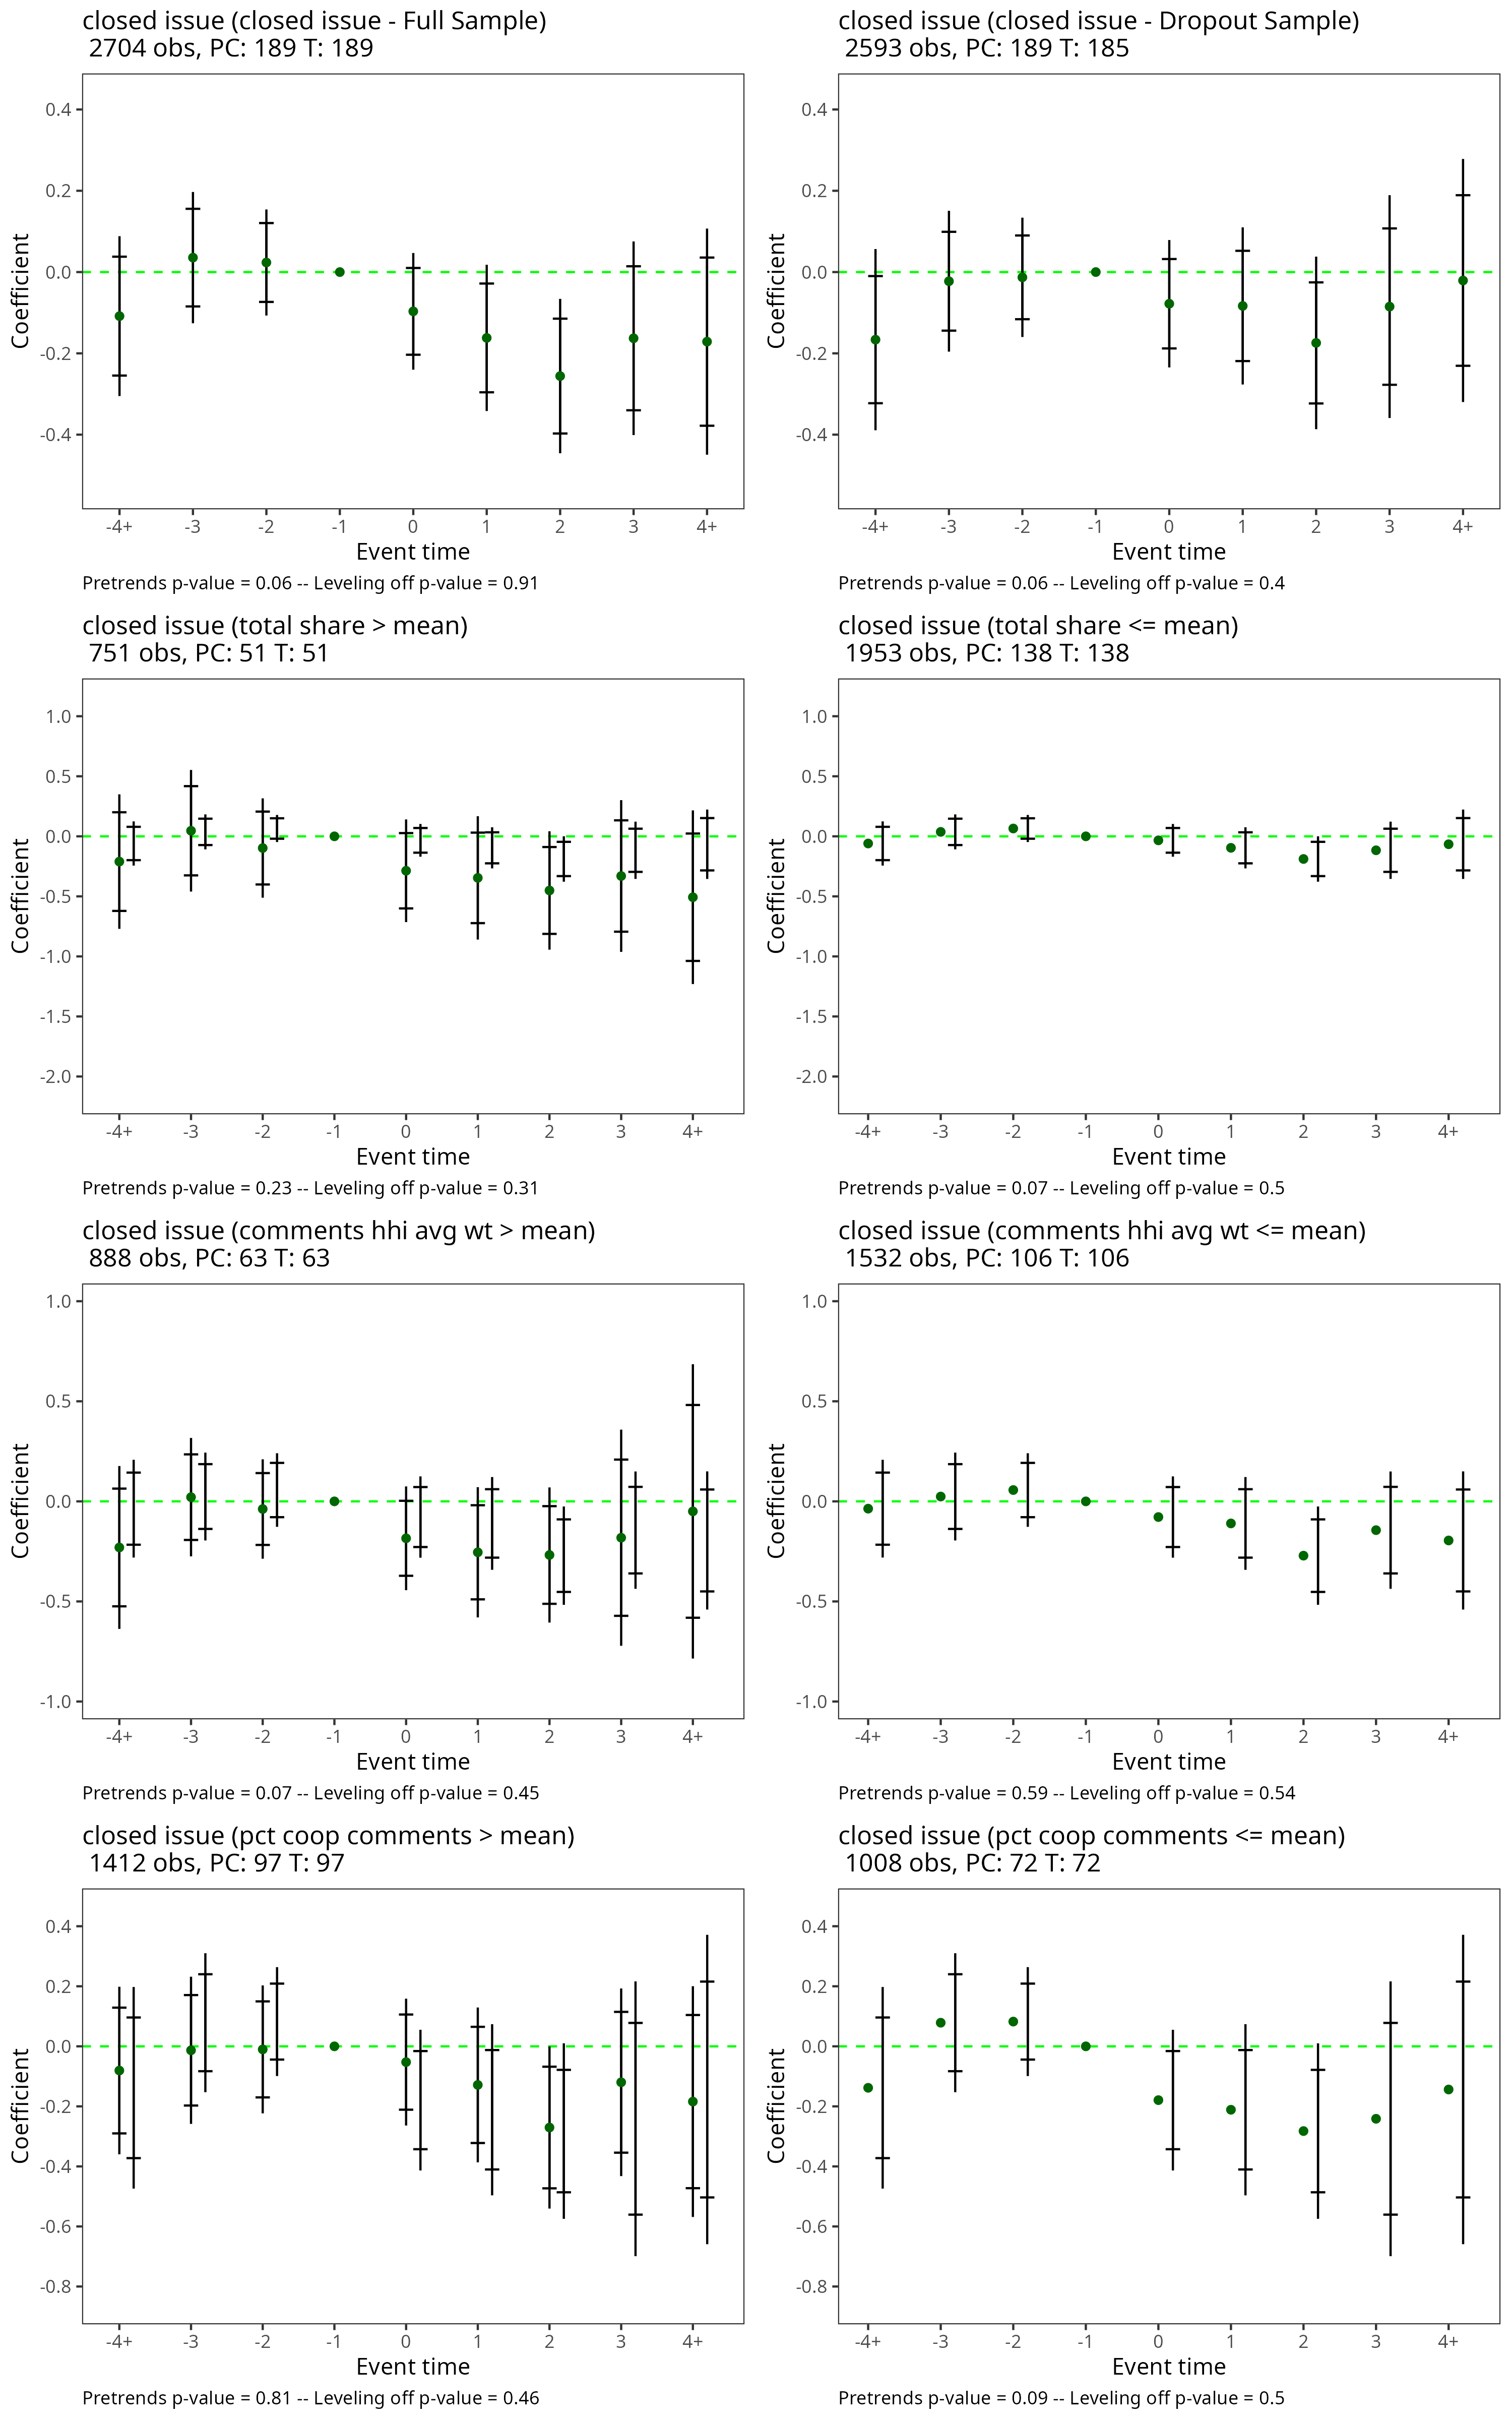 closed issue (closed issue - Full Sample)
2704 obs, PC: 189 T: 189
0.4
0.2
0.0
-0.2
-0.4
Coefficient
-4+ -3 -2 -1 0 1 2 3 4+
Event time
Pretrends p-value = 0.06 -- Leveling off p-value = 0.91
closed issue (closed issue - Dropout Sample)
2593 obs, PC: 189 T: 185
0.4
0.2
0.0
-0.2
-0.4
Coefficient
-4+ -3 -2 -1 0 1 2 3 4+
Event time
Pretrends p-value = 0.06 -- Leveling off p-value = 0.4
closed issue (total share > mean)
751 obs, PC: 51 T: 51
1.0
0.5
0.0
-0.5
-1.0
-1.5
-2.0
Coefficient
-4+ -3 -2 -1 0 1 2 3 4+
Event time
Pretrends p-value = 0.23 -- Leveling off p-value = 0.31
closed issue (total share <= mean)
1953 obs, PC: 138 T: 138
1.0
0.5
0.0
-0.5
-1.0
-1.5
-2.0
Coefficient
-4+ -3 -2 -1 0 1 2 3 4+
Event time
Pretrends p-value = 0.07 -- Leveling off p-value = 0.5
closed issue (comments hhi avg wt > mean)
888 obs, PC: 63 T: 63
1.0
0.5
0.0
-0.5
-1.0
Coefficient
-4+ -3 -2 -1 0 1 2 3 4+
Event time
Pretrends p-value = 0.07 -- Leveling off p-value = 0.45
closed issue (comments hhi avg wt <= mean)
1532 obs, PC: 106 T: 106
1.0
0.5
0.0
-0.5
-1.0
Coefficient
-4+ -3 -2 -1 0 1 2 3 4+
Event time
Pretrends p-value = 0.59 -- Leveling off p-value = 0.54
closed issue (pct coop comments > mean)
1412 obs, PC: 97 T: 97
0.4
0.2
0.0
-0.2
-0.4
-0.6
-0.8
Coefficient
-4+ -3 -2 -1 0 1 2 3 4+
Event time
Pretrends p-value = 0.81 -- Leveling off p-value = 0.46
closed issue (pct coop comments <= mean)
1008 obs, PC: 72 T: 72
0.4
0.2
0.0
-0.2
-0.4
-0.6
-0.8
Coefficient
-4+ -3 -2 -1 0 1 2 3 4+
Event time
Pretrends p-value = 0.09 -- Leveling off p-value = 0.5